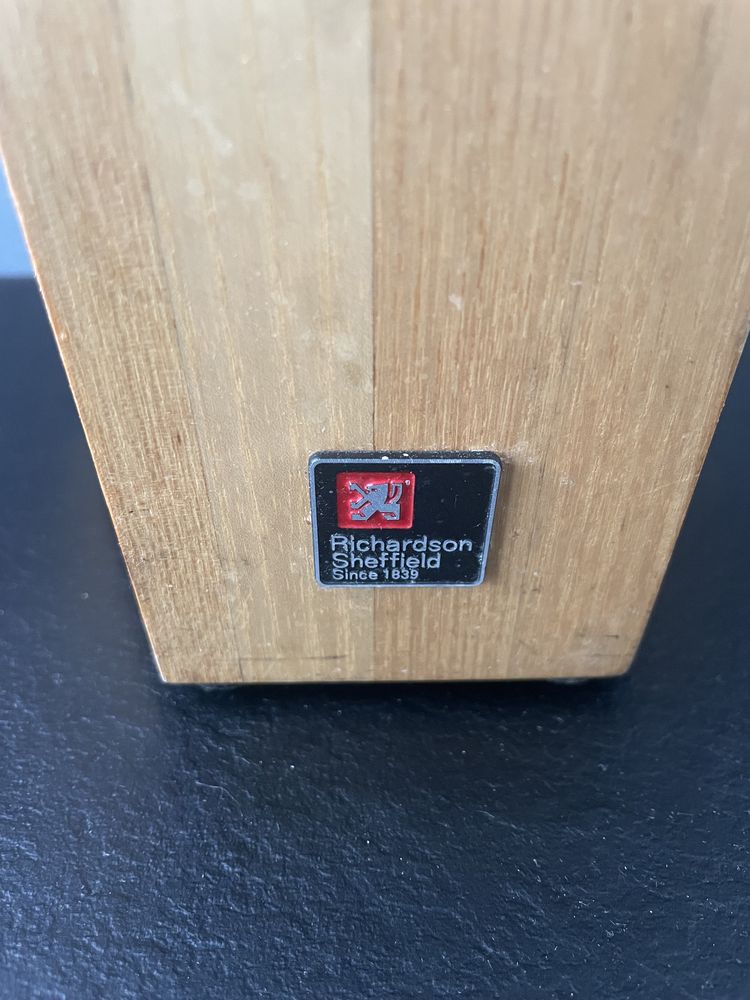 Richardson
Sheffield
Since 1839